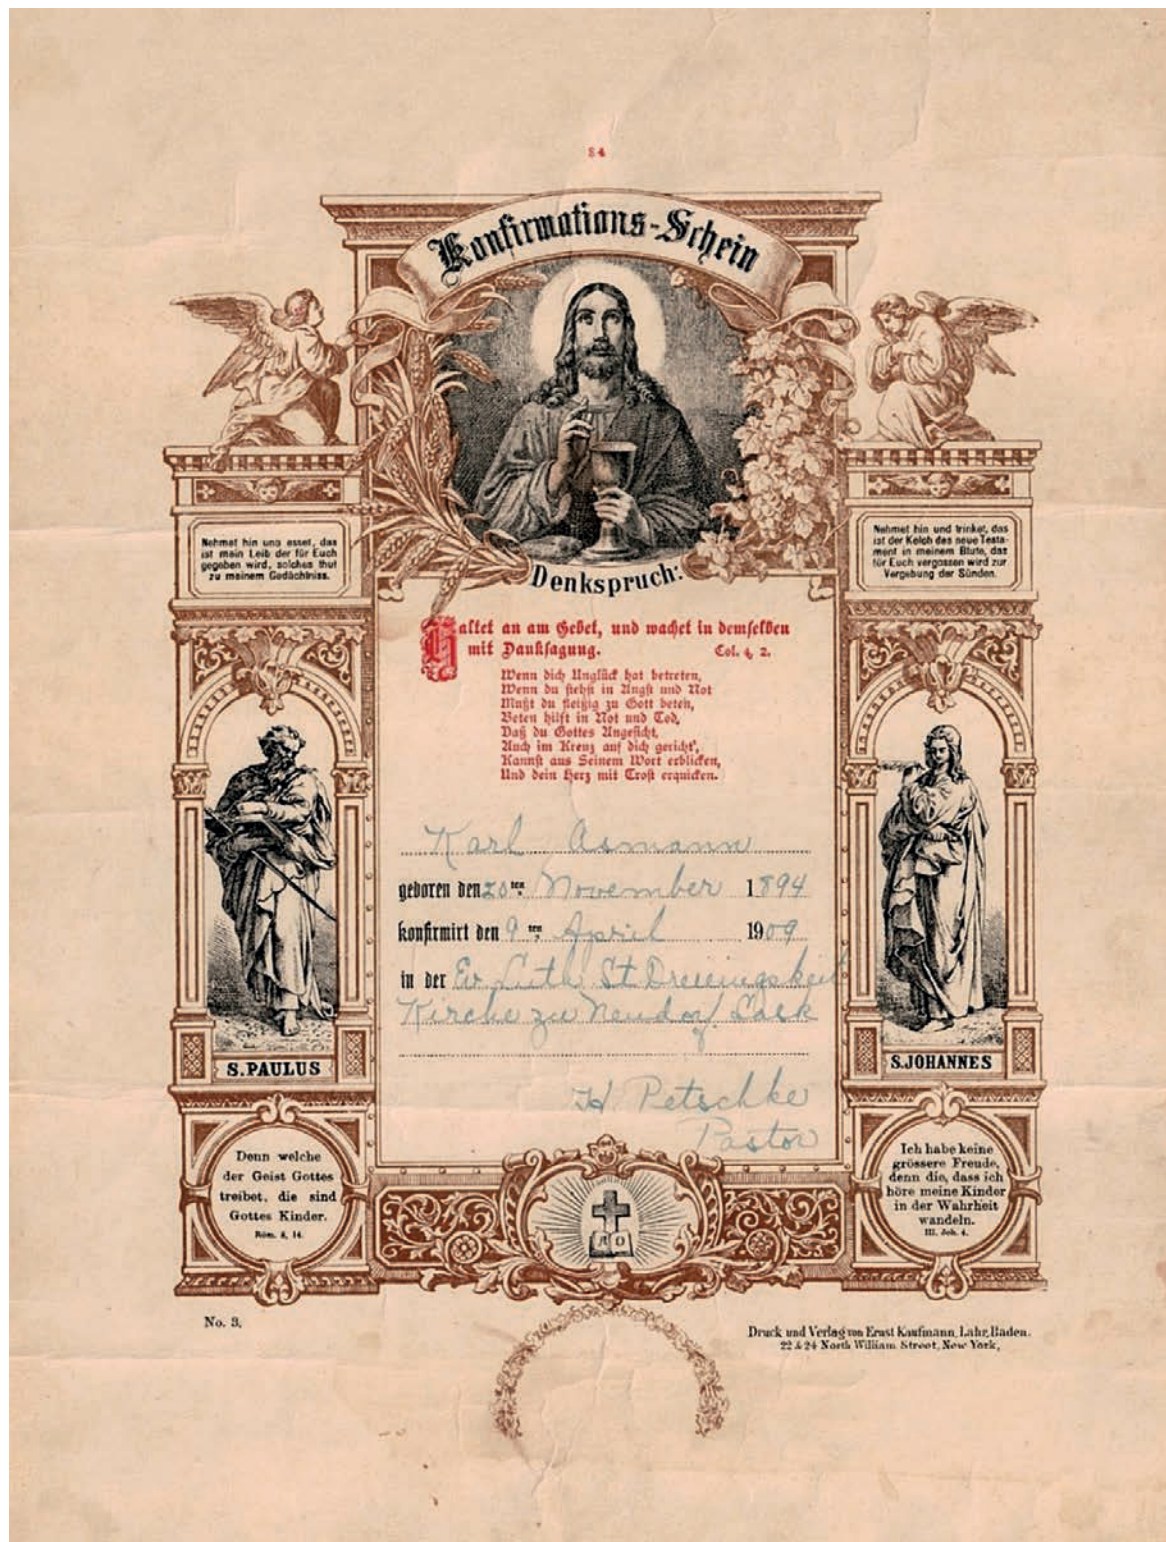 84
Konfirmations-Schein
Nehmet hin und esset, das
ist mein Leib der für Euch
gegeben wird, solches thut
zu meinem Gedächtniss.
Nehmet hin und trinket, das
ist der Kelch des neue Testa-
ment in meinem Blute, das
für Euch vergossen wird zur
Vergebung der Sünden.
Denkspruch:
Haltet an am Gebet, und wachet in demselben
mit Danksagung. Col. 4, 2.
Wenn dich Unglück hat betreten,
Wenn du stehst in Angst und Not
Mußt du fleißig zu Gott beten,
Beten hilft in Not und Tod,
Daß du Gottes Angesicht,
Auch im Kreuz auf dich gericht',
Kannst aus Seinem Wort erblicken,
Und dein Herz mit Trost erquicken.
Karl Asmann
geboren den 20 ten November 1894
konfirmirt den 9 ten April 1909
in der Ev. Luth. St Dreieingskeit
Kirche zu Neudorf Sask
H Petschke
Pastor
S. PAULUS
S. JOHANNES
Denn welche
der Geist Gottes
treibet, die sind
Gottes Kinder.
Röm. 8, 14.
Ich habe keine
grössere Freude,
denn die, dass ich
höre meine Kinder
in der Wahrheit
wandeln.
III. Joh. 4.
A O
No. 3,
Druck und Verlag von Ernst Kaufmann, Lahr, Baden.
22 & 24 North William Street, New York,